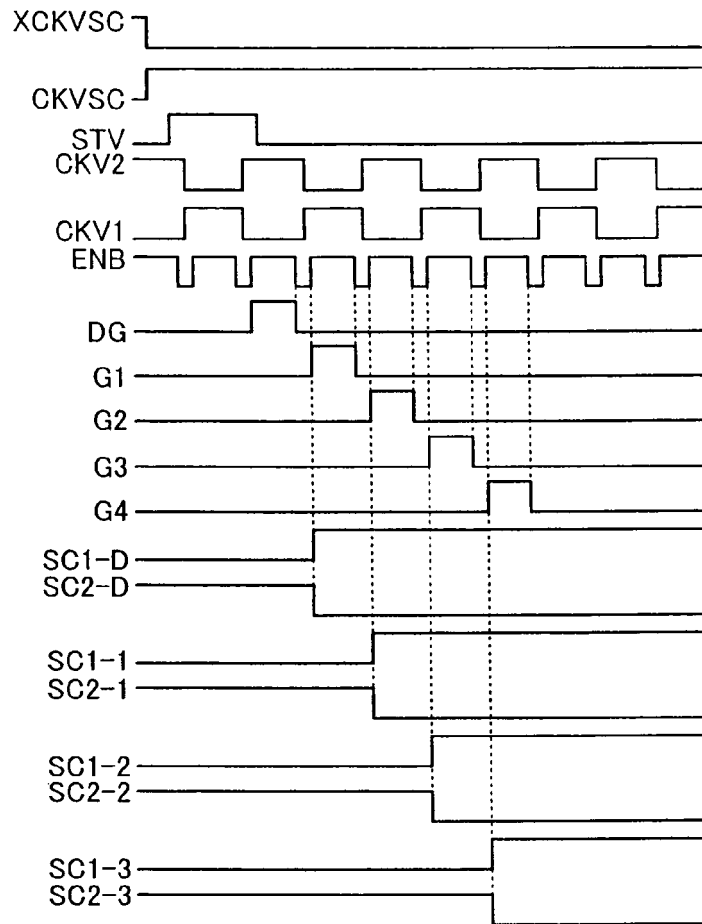 XCKVSC
CKVSC
STV
CKV2
CKV1
ENB
DG
G1
G2
G3
G4
SC1-D
SC2-D
SC1-1
SC2-1
SC1-2
SC2-2
SC1-3
SC2-3